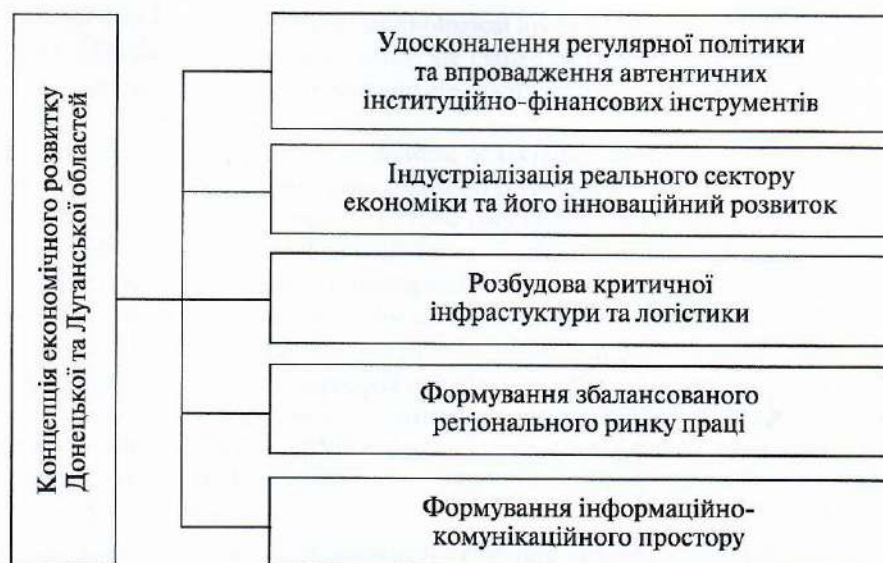 Концепція економічного розвитку
Донецької та Луганської областей
Удосконалення регулярної політики
та впровадження автентичних
інституційно-фінансових інструментів
Індустріалізація реального сектору
економіки та його інноваційний розвиток
Розбудова критичної
інфраструктури та логістики
Формування збалансованого
регіонального ринку праці
Формування інформаційно-
комунікаційного простору